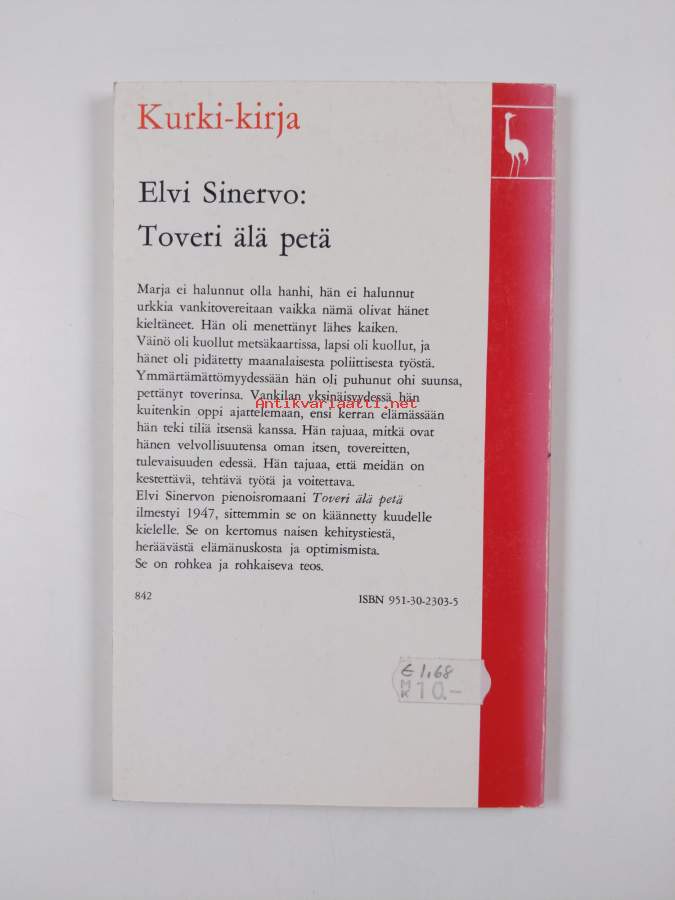 Kurki-kirja
Elvi Sinervo:
Toveri älä petä
Marja ei halunnut olla hanhi, hän ei halunnut
urkkia vankitovereitaan vaikka nämä olivat hänet
kieltäneet. Hän oli menettänyt lähes kaiken.
Väinö oli kuollut metsäkaartissa, lapsi oli kuollut, ja
hänet oli pidätetty maanalaisesta poliittisesta työstä.
Ymmärtämättömyydessään hän oli puhunut ohi suunsa,
pettänyt toverinsa. Vankilan yksinäisyydessä hän
Antikvariaatti.net
kuitenkin oppi ajattelemaan, ensi kerran elämässään
hän teki tiliä itsensä kanssa. Hän tajuaa, mitkä ovat
hänen velvollisuutensa oman itsen, tovereitten,
tulevaisuuden edessä. Hän tajuaa, että meidän on
kestettävä, tehtävä työtä ja voitettava.
Elvi Sinervon pienoisromaani Toveri älä petä
ilmestyi 1947, sittemmin se on käännetty kuudelle
kielelle. Se on kertomus naisen kehitystiestä,
heräävästä elämänuskosta ja optimismista.
Se on rohkea ja rohkaiseva teos.
842 ISBN 951-30-2303-5
€ 1,68
MK 10.-